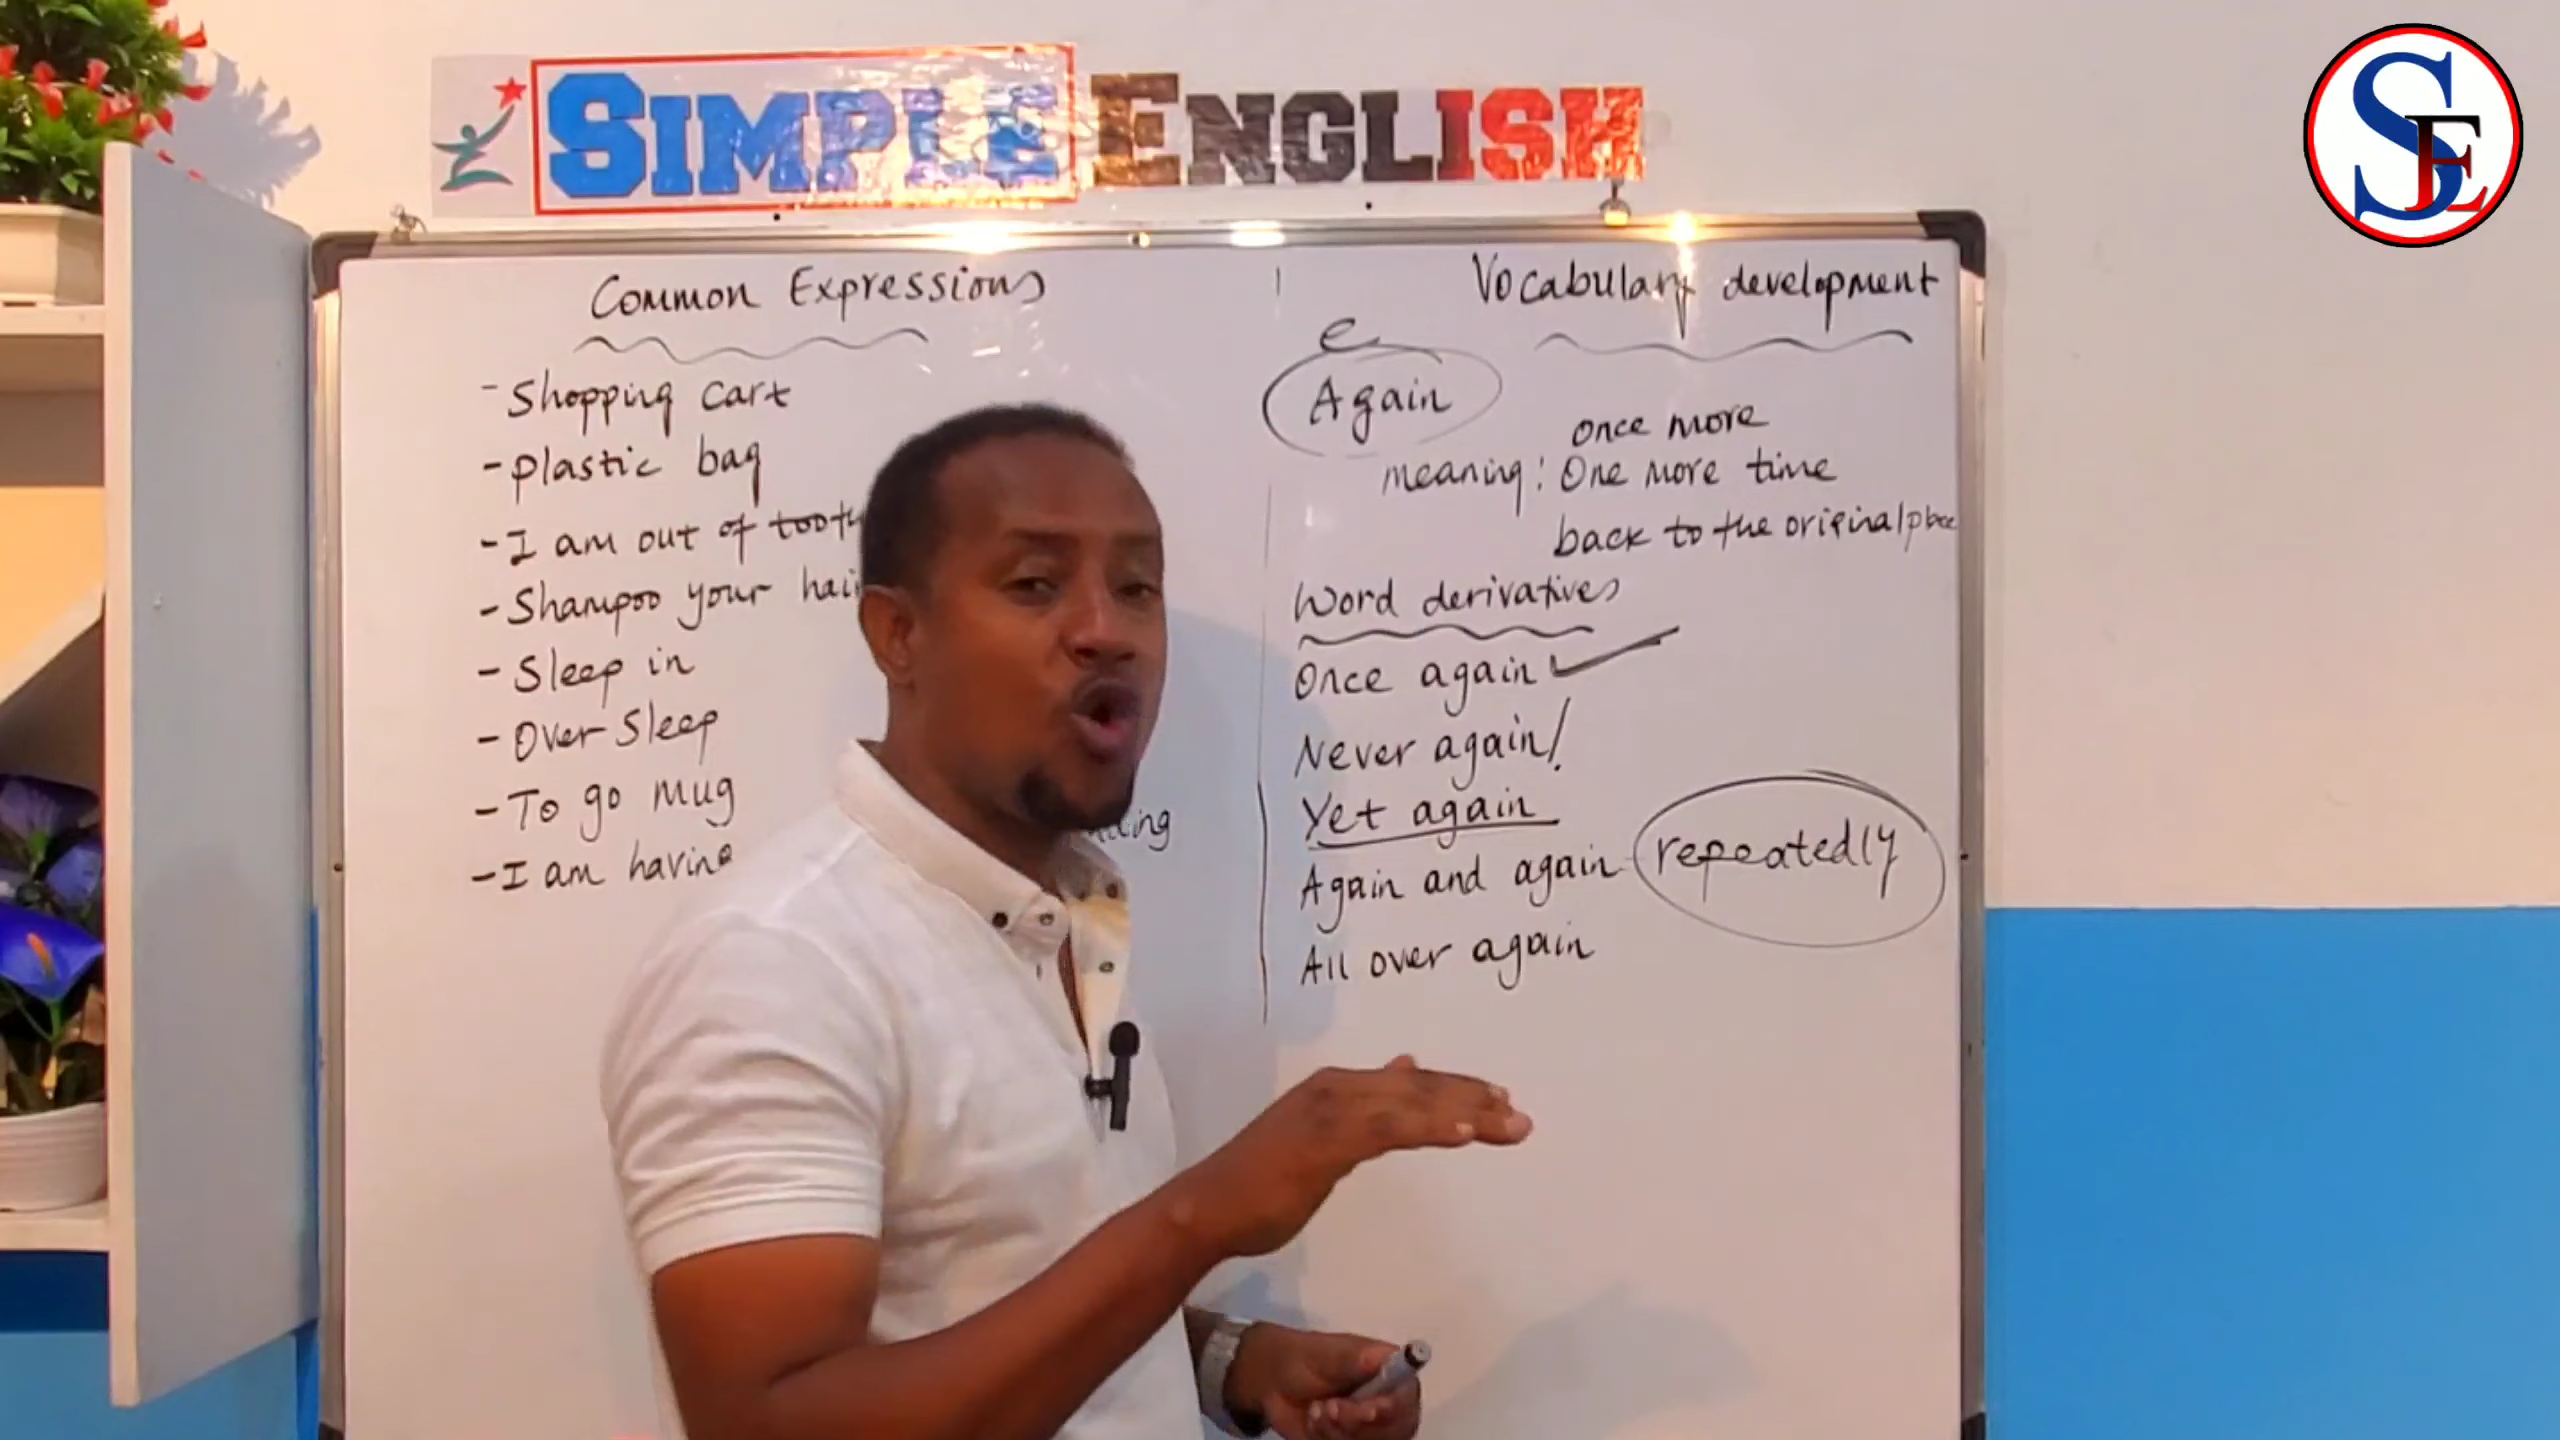 SIMPLE ENGLISH
SE
Common Expressions
- Shopping cart
- plastic bag
- I am out of
- Shampoo your
- Sleep in
- Over Sleep
- To go mug
- I am having
Vocabulary development
e
Again
once more
meaning: One more time
back to the original place
Word derivatives
Once again
Never again!
Yet again
Again and again repeatedly
All over again